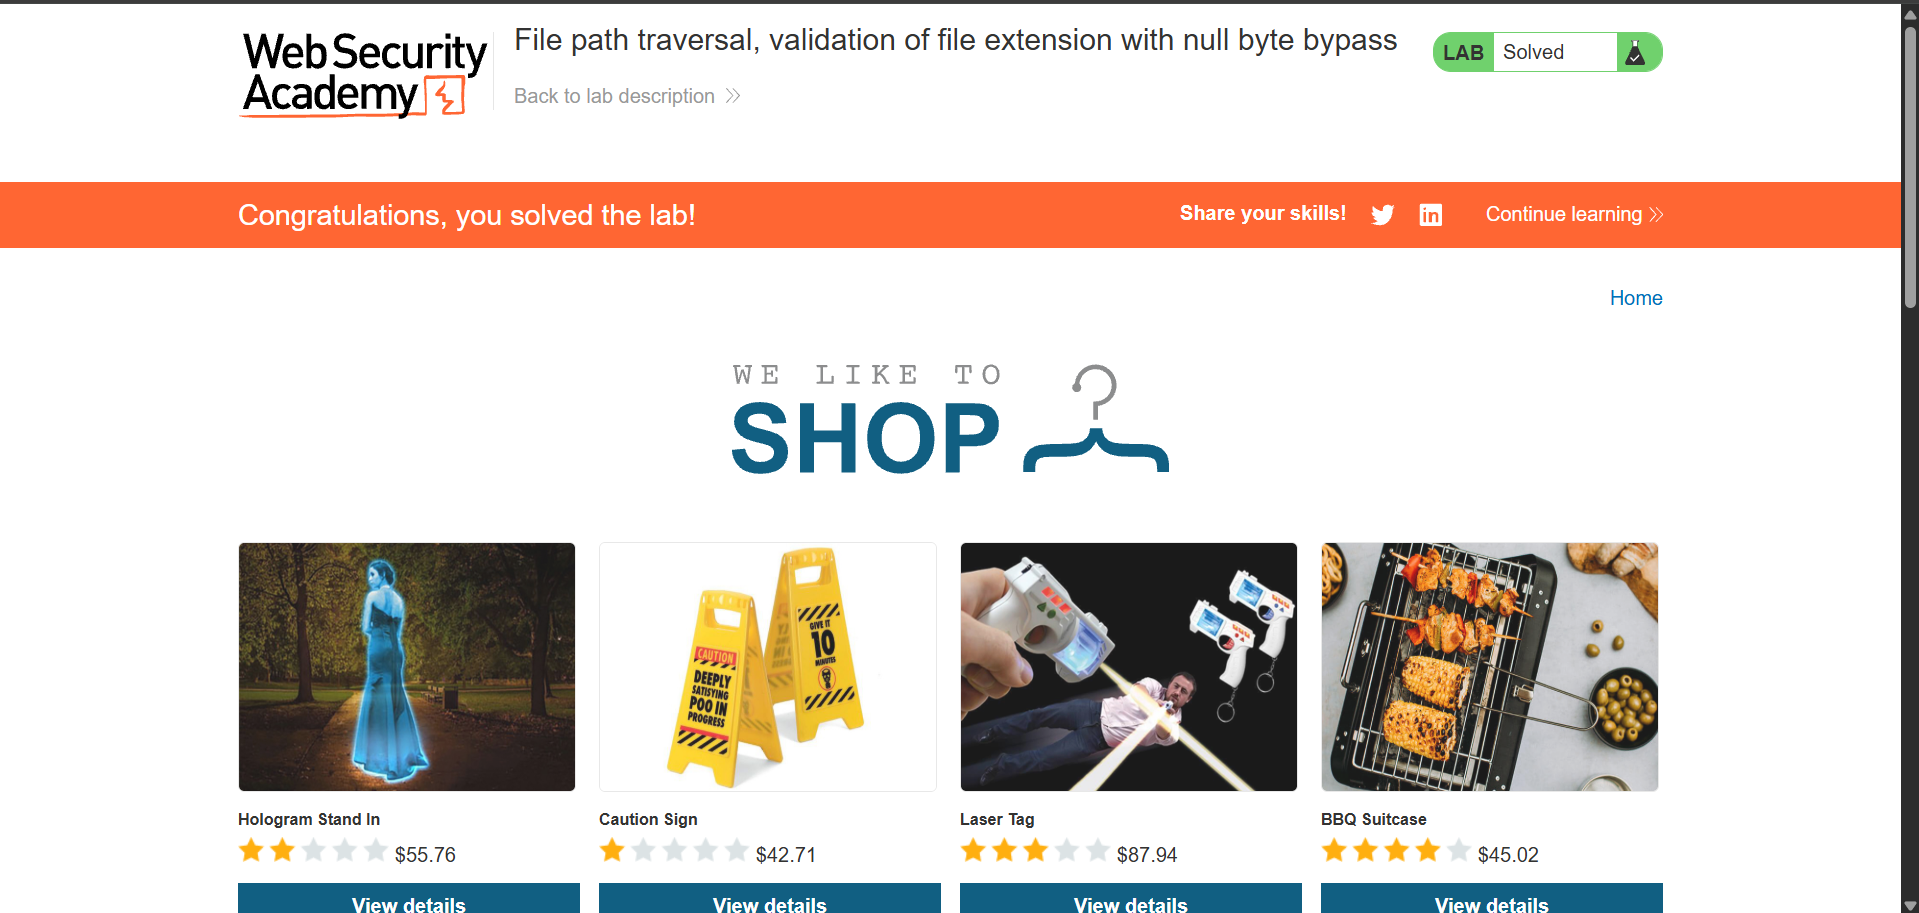 Web Security
Academy
File path traversal, validation of file extension with null byte bypass
Back to lab description
LAB Solved
Congratulations, you solved the lab!
Share your skills!
Continue learning
Home
WE LIKE TO
SHOP
CAUTION
DEEPLY
SATISFYING
POO IN
PROGRESS
GIVE IT
10
MINUTES
Hologram Stand In
$55.76
View details
Caution Sign
$42.71
View details
Laser Tag
$87.94
View details
BBQ Suitcase
$45.02
View details